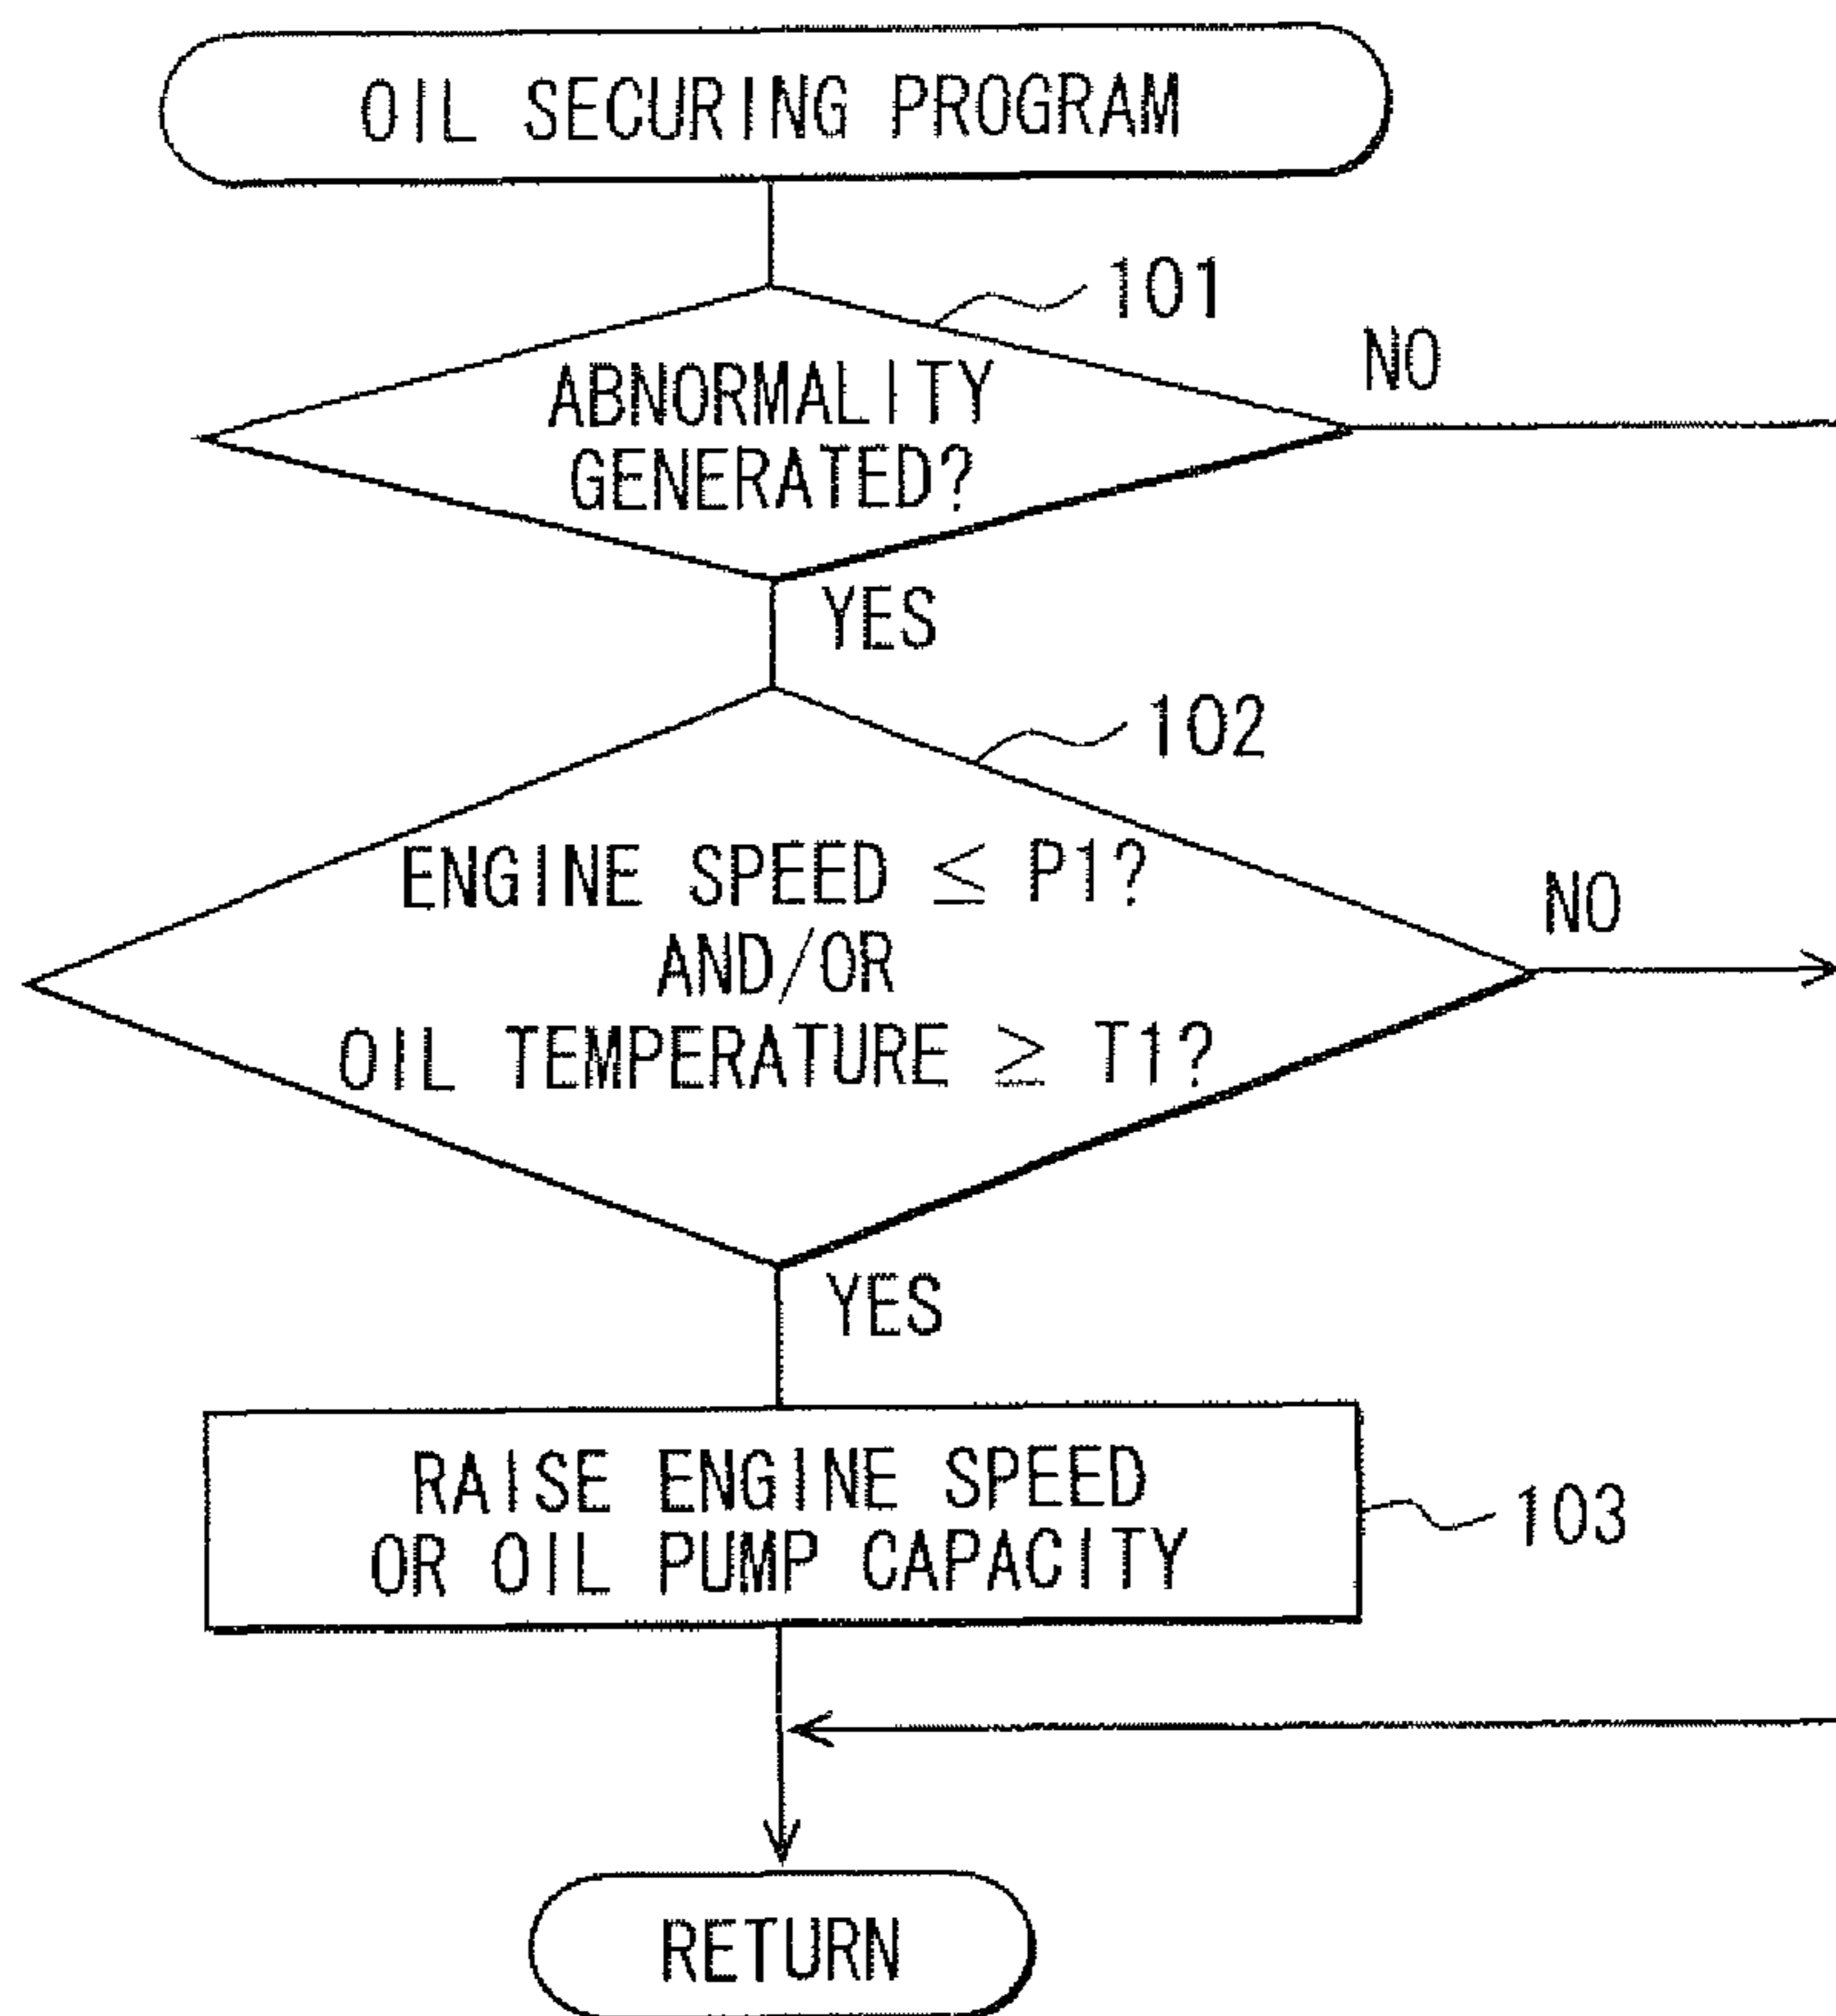 OIL SECURING PROGRAM
101
NO
ABNORMALITY
GENERATED?
YES
102
ENGINE SPEED ≤ P1?
AND/OR
OIL TEMPERATURE ≥ T1?
NO
YES
RAISE ENGINE SPEED
OR OIL PUMP CAPACITY
103
RETURN